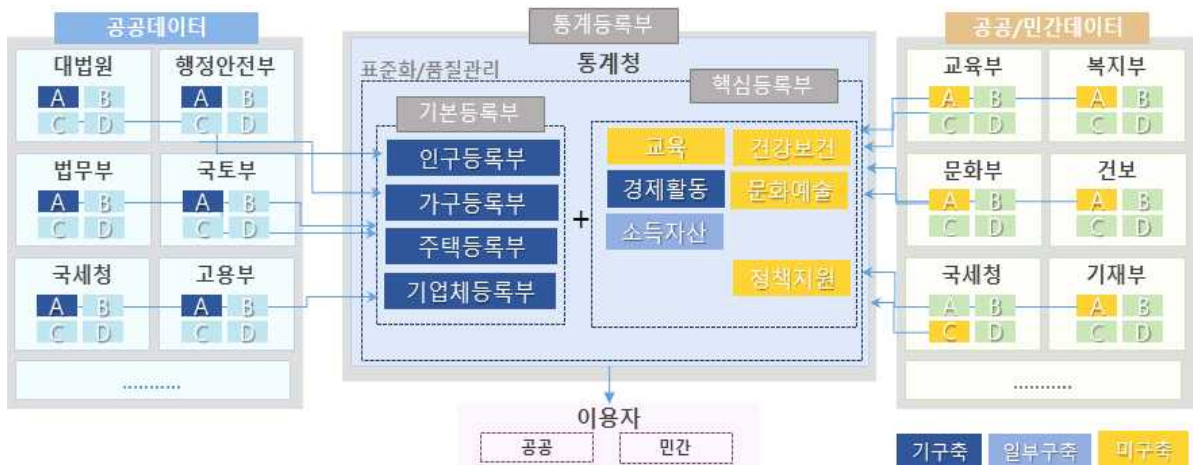 공공데이터
대법원
A B
C D
행정안전부
A B
C D
법무부
A B
C D
국토부
A B
C D
국세청
A B
C D
고용부
A B
C D
...........
통계등록부
통계청
표준화/품질관리
기본등록부
인구등록부
가구등록부
주택등록부
기업체등록부
+
핵심등록부
교육
건강보건
경제활동
문화예술
소득자산
정책지원
공공/민간데이터
교육부
A B
C D
복지부
A B
C D
문화부
A B
C D
건보
A B
C D
국세청
A B
C D
기재부
A B
C D
...........
이용자
공공
민간
기구축
일부구축
미구축